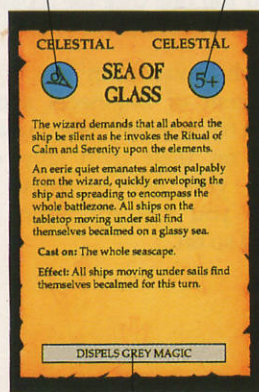 CELESTIAL CELESTIAL
SEA OF
5+
GLASS
The wizard demands that all aboard the
ship be silent as he invokes the Ritual of
Calm and Serenity upon the elements.
An eerie quiet emanates almost palpably
from the wizard, quickly enveloping the
ship and spreading to encompass the
whole battlezone. All ships on the
tabletop moving under sail find
themselves becalmed on a glassy sea.
Cast on: The whole seascape.
Effect: All ships moving under sails find
themselves becalmed for this turn.
DISPELS GREY MAGIC